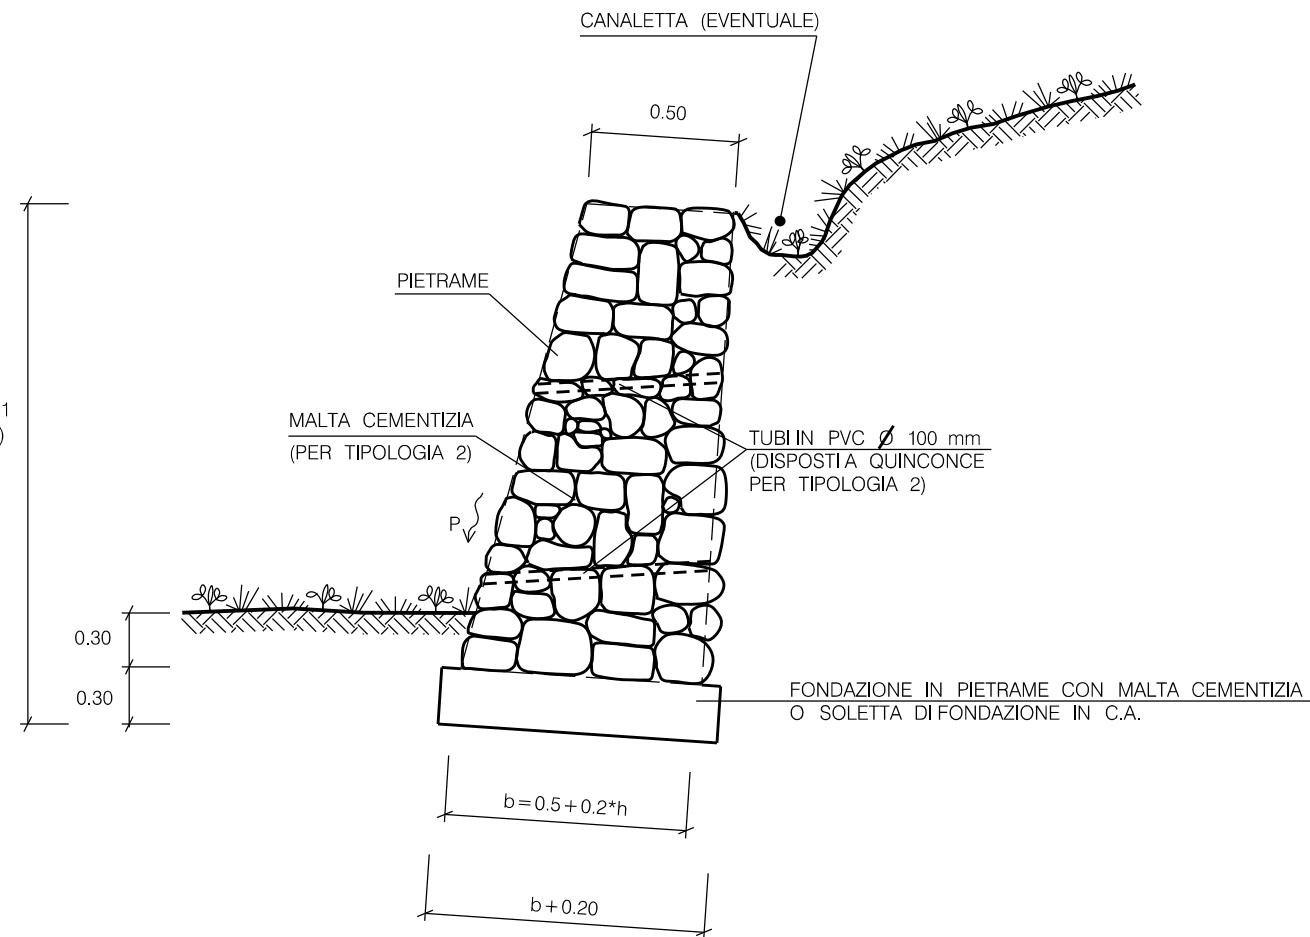 CANALETTA (EVENTUALE)
0.50
PIETRAME
1
)
MALTA CEMENTIZIA
(PER TIPOLOGIA 2)
TUBI IN PVC Ø 100 mm
(DISPOSTI A QUINCONCE
PER TIPOLOGIA 2)
P
0.30
0.30
FONDAZIONE IN PIETRAME CON MALTA CEMENTIZIA
O SOLETTA DI FONDAZIONE IN C.A.
b=0.5+0.2*h
b+0.20